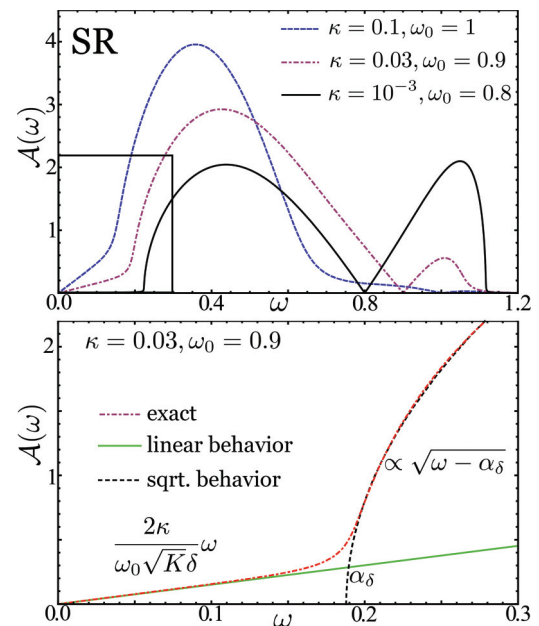 SR
κ = 0.1, ω₀ = 1
κ = 0.03, ω₀ = 0.9
κ = 10⁻³, ω₀ = 0.8
A(ω)
4
3
2
1
0
0.0 0.4 0.8 1.2
ω
κ = 0.03, ω₀ = 0.9
A(ω)
2
1
0
exact
linear behavior
sqrt. behavior
∝ √(ω − α_δ)
2κ
ω₀√Kδ ω
α_δ
0.0 0.1 0.2 0.3
ω